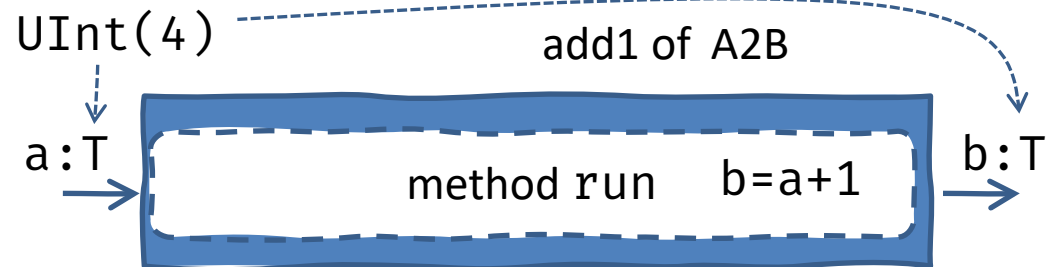 UInt(4)
add1 of A2B
a:T
method run b=a+1
b:T